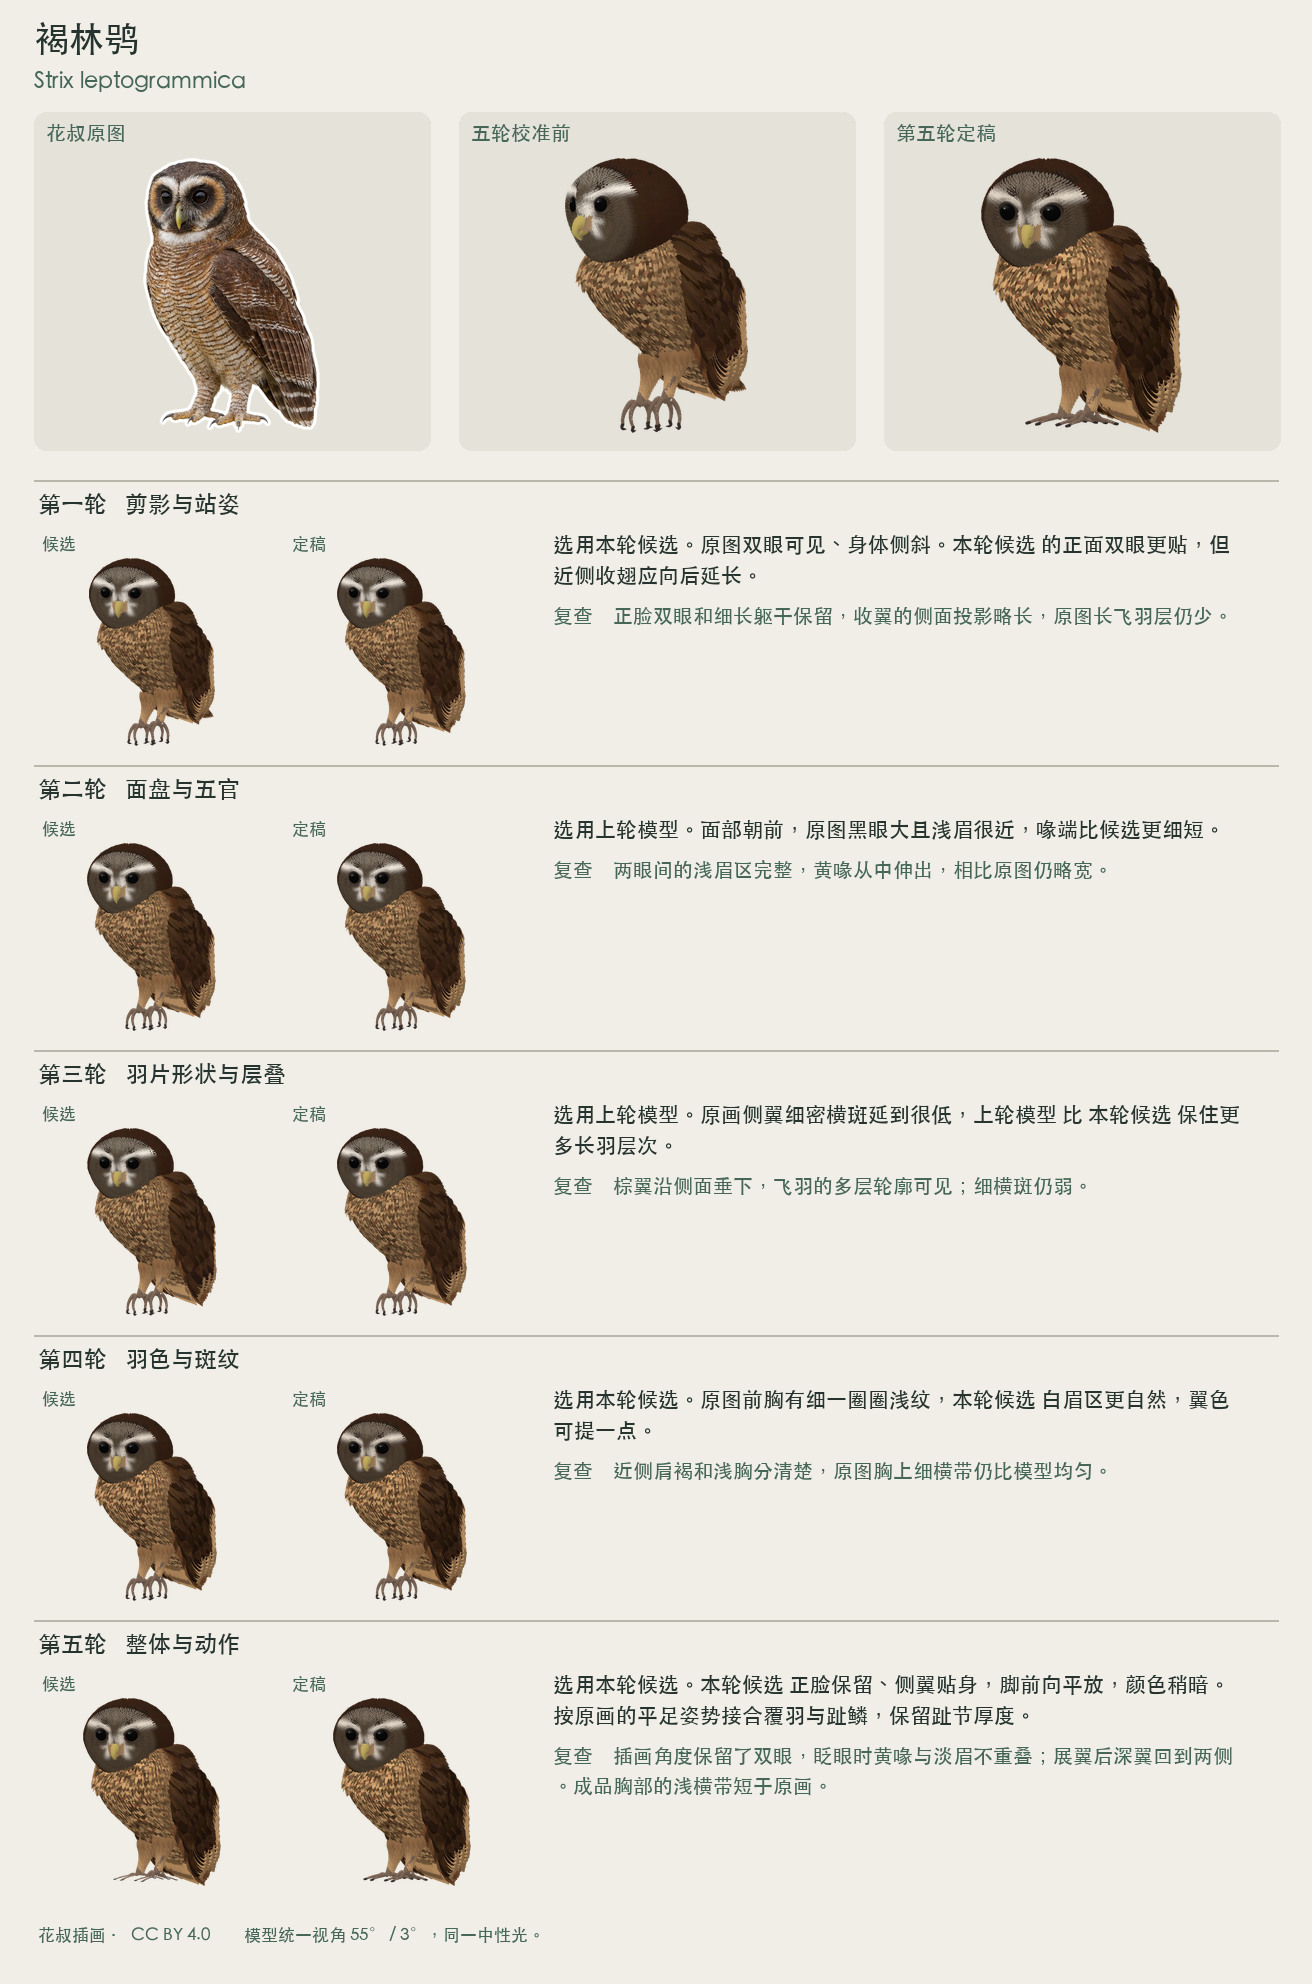 褐林鸮
Strix leptogrammica
花叔原图
五轮校准前
第五轮定稿
第一轮 剪影与站姿
候选
定稿
选用本轮候选。原图双眼可见、身体侧斜。本轮候选 的正面双眼更贴，但
近侧收翅应向后延长。
复查 正脸双眼和细长躯干保留，收翼的侧面投影略长，原图长飞羽层仍少。
第二轮 面盘与五官
候选
定稿
选用上轮模型。面部朝前，原图黑眼大且浅眉很近，喙端比候选更细短。
复查 两眼间的浅眉区完整，黄喙从中伸出，相比原图仍略宽。
第三轮 羽片形状与层叠
候选
定稿
选用上轮模型。原画侧翼细密横斑延到很低，上轮模型 比 本轮候选 保住更
多长羽层次。
复查 棕翼沿侧面垂下，飞羽的多层轮廓可见；细横斑仍弱。
第四轮 羽色与斑纹
候选
定稿
选用本轮候选。原图前胸有细一圈圈浅纹，本轮候选 白眉区更自然，翼色
可提一点。
复查 近侧肩褐和浅胸分清楚，原图胸上细横带仍比模型均匀。
第五轮 整体与动作
候选
定稿
选用本轮候选。本轮候选 正脸保留、侧翼贴身，脚前向平放，颜色稍暗。
按原画的平足姿势接合覆羽与趾鳞，保留趾节厚度。
复查 插画角度保留了双眼，眨眼时黄喙与淡眉不重叠；展翼后深翼回到两侧
。成品胸部的浅横带短于原画。
花叔插画 · CC BY 4.0 模型统一视角 55° / 3° ，同一中性光。